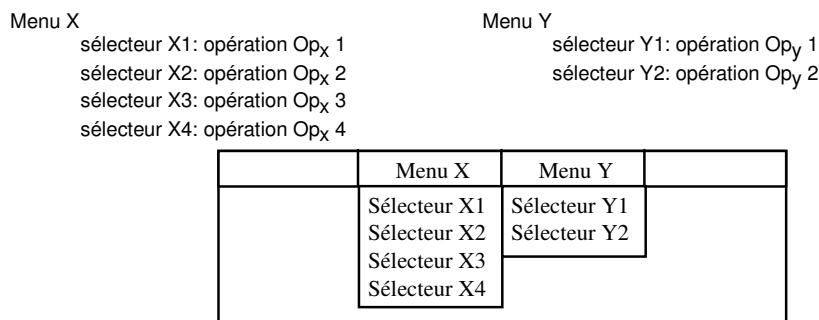 Menu X Menu Y
sélecteur X1: opération Opx 1 sélecteur Y1: opération Opy 1
sélecteur X2: opération Opx 2 sélecteur Y2: opération Opy 2
sélecteur X3: opération Opx 3
sélecteur X4: opération Opx 4
Menu X Menu Y
Sélecteur X1 Sélecteur Y1
Sélecteur X2 Sélecteur Y2
Sélecteur X3
Sélecteur X4